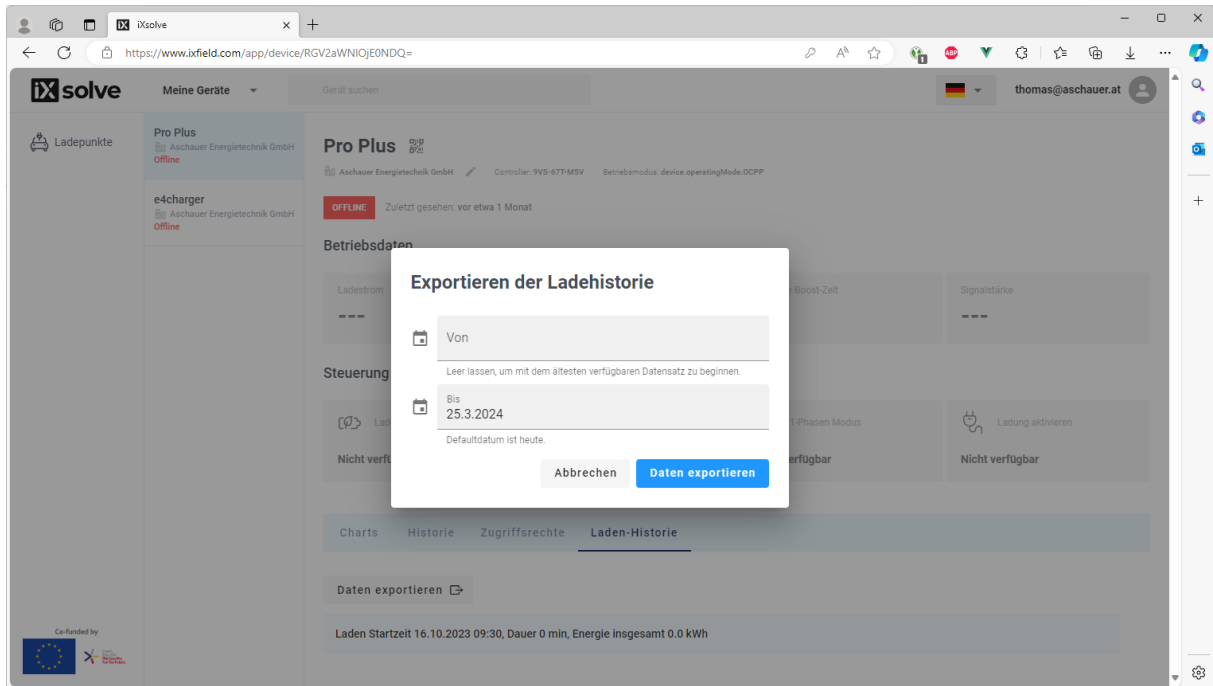 iXsolve
https://www.ixfield.com/app/device/RGV2aWNlOjE0NDQ=
1
ABP
iXsolve
Meine Geräte
Gerät suchen
thomas@aschauer.at
Ladepunkte
Pro Plus
Aschauer Energietechnik GmbH
Offline
e4charger
Aschauer Energietechnik GmbH
Offline
Pro Plus
Aschauer Energietechnik GmbH Controller: 9VS-67T-MSV Betriebsmodus: device.operatingMode.OCPP
OFFLINE Zuletzt gesehen: vor etwa 1 Monat
Betriebsdaten
Ladestrom
---
Boost-Zeit
Signalstärke
---
Steuerung
Nicht verfü
1-Phasen Modus
erfügbar
Ladung aktivieren
Nicht verfügbar
Exportieren der Ladehistorie
Von
Leer lassen, um mit dem ältesten verfügbaren Datensatz zu beginnen.
Bis
25.3.2024
Defaultdatum ist heute.
Abbrechen Daten exportieren
Charts Historie Zugriffsrechte Laden-Historie
Daten exportieren
Laden Startzeit 16.10.2023 09:30, Dauer 0 min, Energie insgesamt 0.0 kWh
Co-funded by